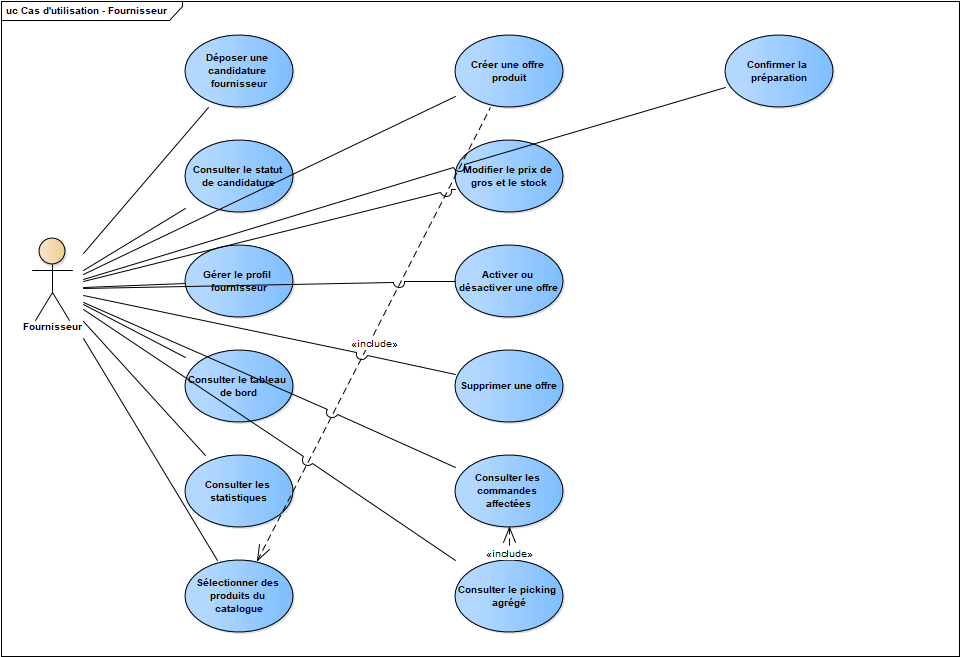 uc Cas d'utilisation - Fournisseur
Déposer une
candidature
fournisseur
Créer une offre
produit
Confirmer la
préparation
Consulter le statut
de candidature
Modifier le prix de
gros et le stock
Gérer le profil
fournisseur
Activer ou
désactiver une offre
Fournisseur
«include»
Consulter le tableau
de bord
Supprimer une offre
Consulter les
statistiques
Consulter les
commandes
affectées
«include»
Sélectionner des
produits du
catalogue
Consulter le picking
agrégé